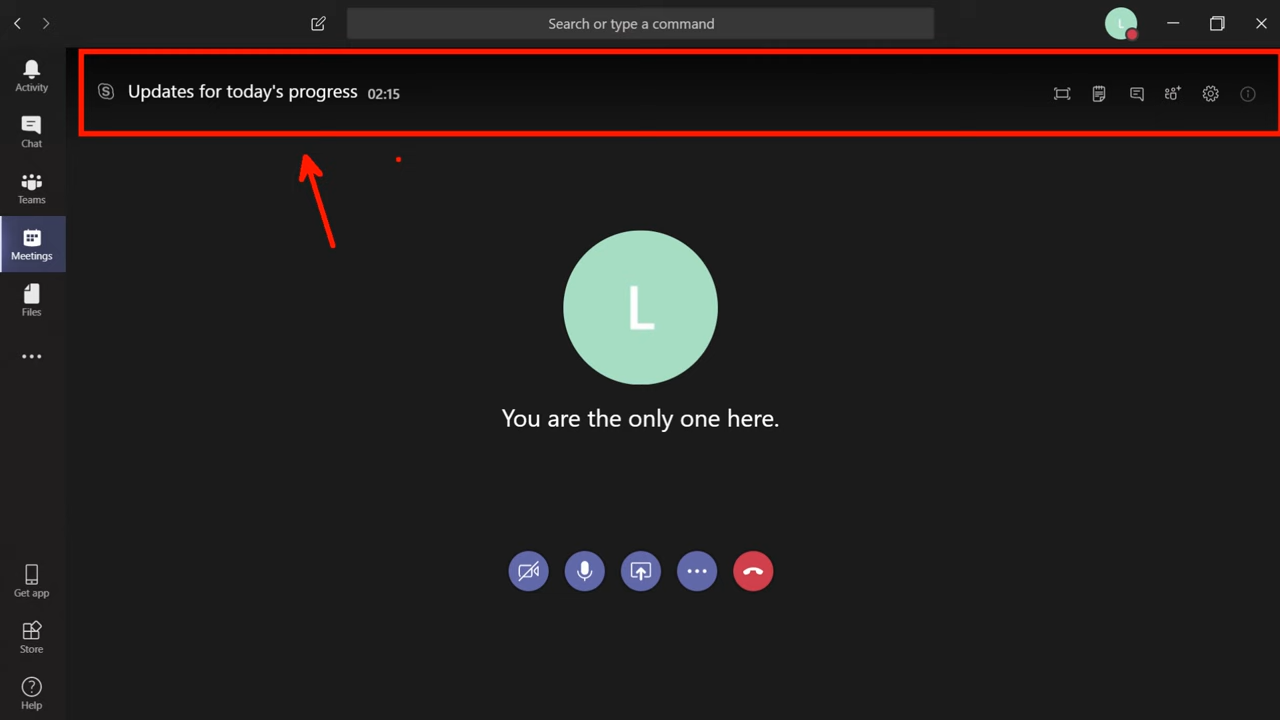 Search or type a command
L
Activity
Chat
Teams
Meetings
Files
Get app
Store
Help
Updates for today's progress 02:15
L
You are the only one here.